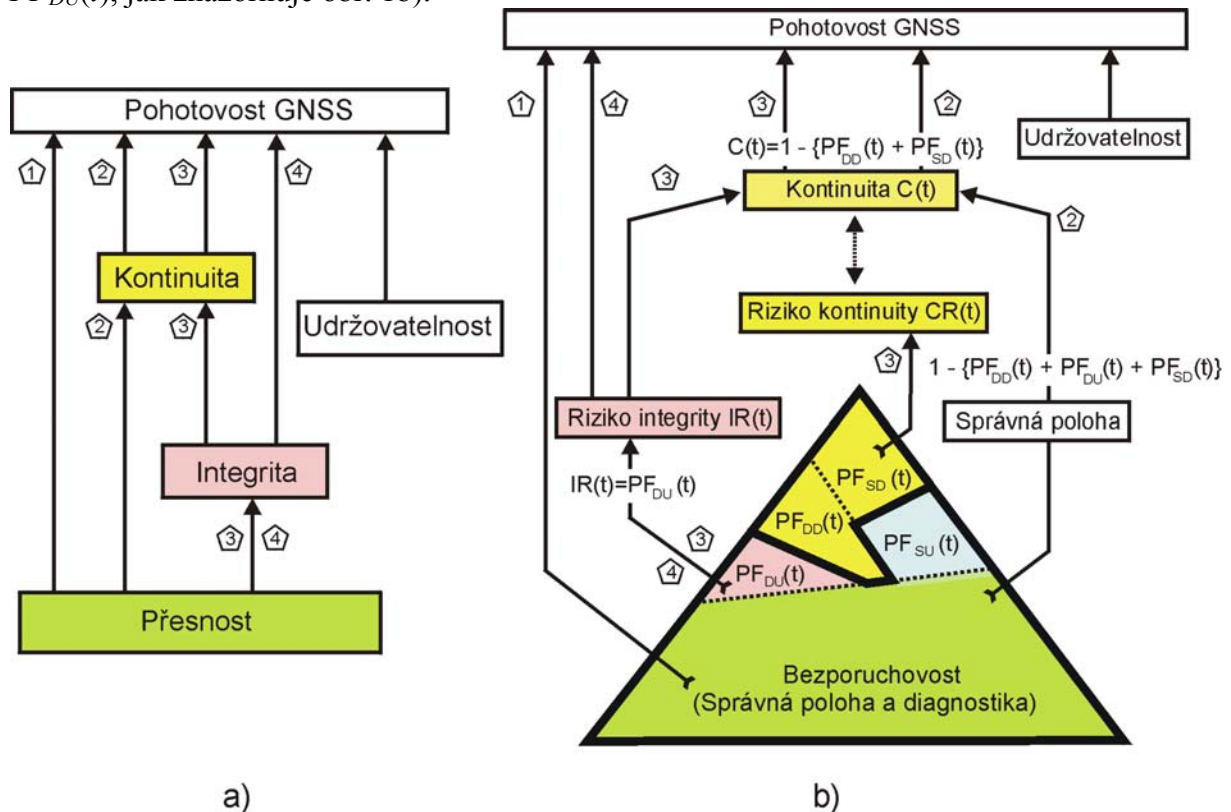 PF_DU(t), jak znázorňuje obr. 1b).
Pohotovost GNSS
1
2
3
4
Kontinuita
2
3
Udržovatelnost
Integrita
3
4
Přesnost
a)
Pohotovost GNSS
1
4
3
2
Udržovatelnost
C(t)=1 - {PF_DD(t) + PF_SD(t)}
3
Kontinuita C(t)
2
Riziko kontinuity CR(t)
3
1 - {PF_DD(t) + PF_DU(t) + PF_SD(t)}
Riziko integrity IR(t)
Správná poloha
IR(t)=PF_DU(t)
PF_SD(t)
PF_DD(t)
PF_SU(t)
3
4
PF_DU(t)
Bezporuchovost
(Správná poloha a diagnostika)
b)